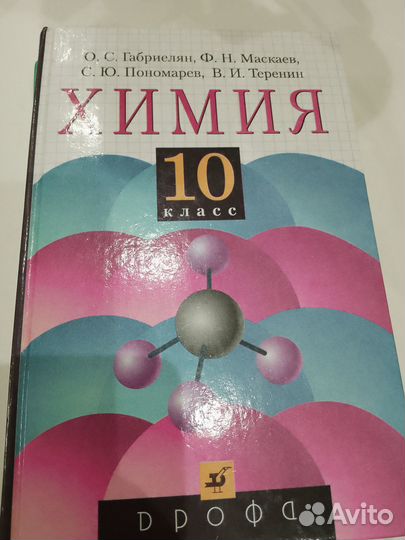 О. С. Габриелян, Ф. Н. Маскаев,
С. Ю. Пономарев, В. И. Теренин
ХИМИЯ
10
класс
ДРОФА
Avito